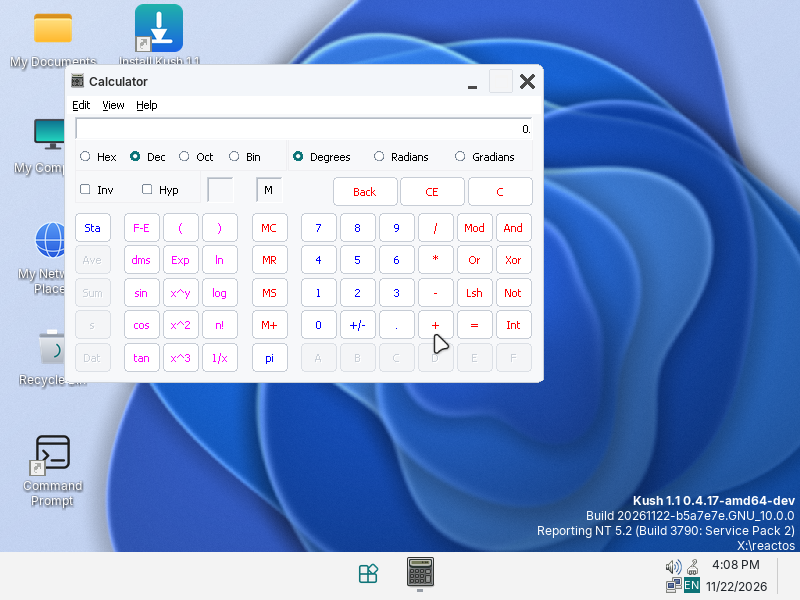 My Documents
Install Kush 1.1
Calculator
Edit View Help
0.
Hex Dec Oct Bin Degrees Radians Gradians
Inv Hyp M Back CE C
Sta F-E ( ) MC 7 8 9 / Mod And
Ave dms Exp ln MR 4 5 6 * Or Xor
Sum sin x^y log MS 1 2 3 - Lsh Not
s cos x^2 n! M+ 0 +/- . + = Int
Dat tan x^3 1/x pi A B C D E F
My Comp
My Netw
Place
Recycle Bin
Command
Prompt
Kush 1.1 0.4.17-amd64-dev
Build 20261122-b5a7e7e.GNU_10.0.0
Reporting NT 5.2 (Build 3790: Service Pack 2)
X:\reactos
4:08 PM
EN 11/22/2026